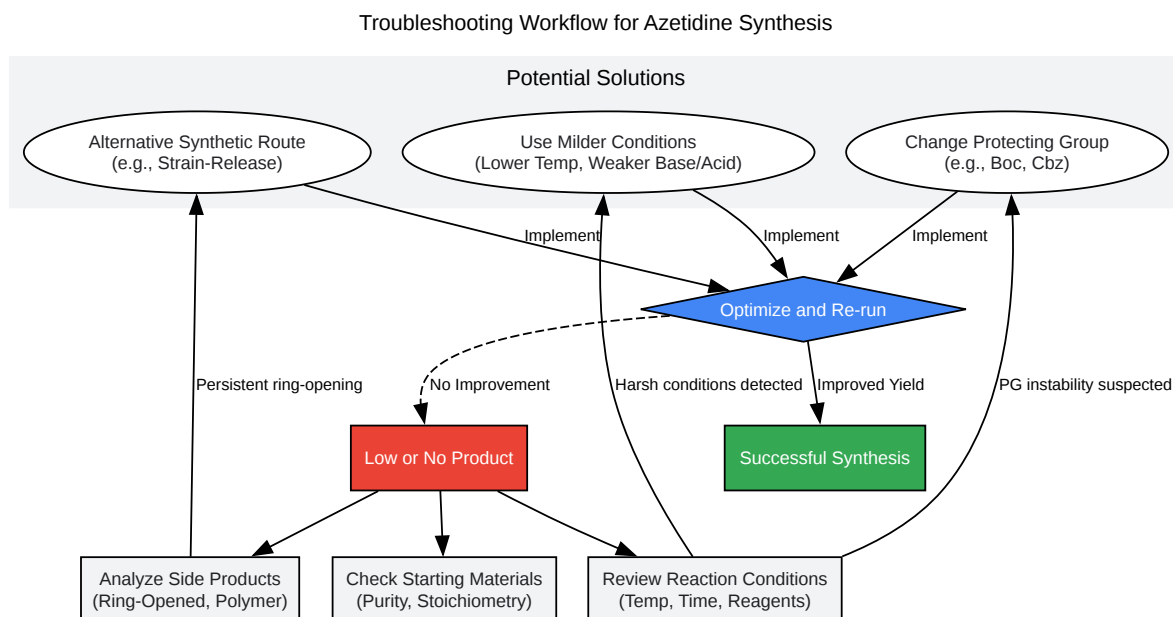 Troubleshooting Workflow for Azetidine Synthesis
Potential Solutions
Alternative Synthetic Route
(e.g., Strain-Release)
Use Milder Conditions
(Lower Temp, Weaker Base/Acid)
Change Protecting Group
(e.g., Boc, Cbz)
Implement
Implement
Implement
Optimize and Re-run
Persistent ring-opening
No Improvement
Harsh conditions detected
Improved Yield
PG instability suspected
Low or No Product
Successful Synthesis
Analyze Side Products
(Ring-Opened, Polymer)
Check Starting Materials
(Purity, Stoichiometry)
Review Reaction Conditions
(Temp, Time, Reagents)